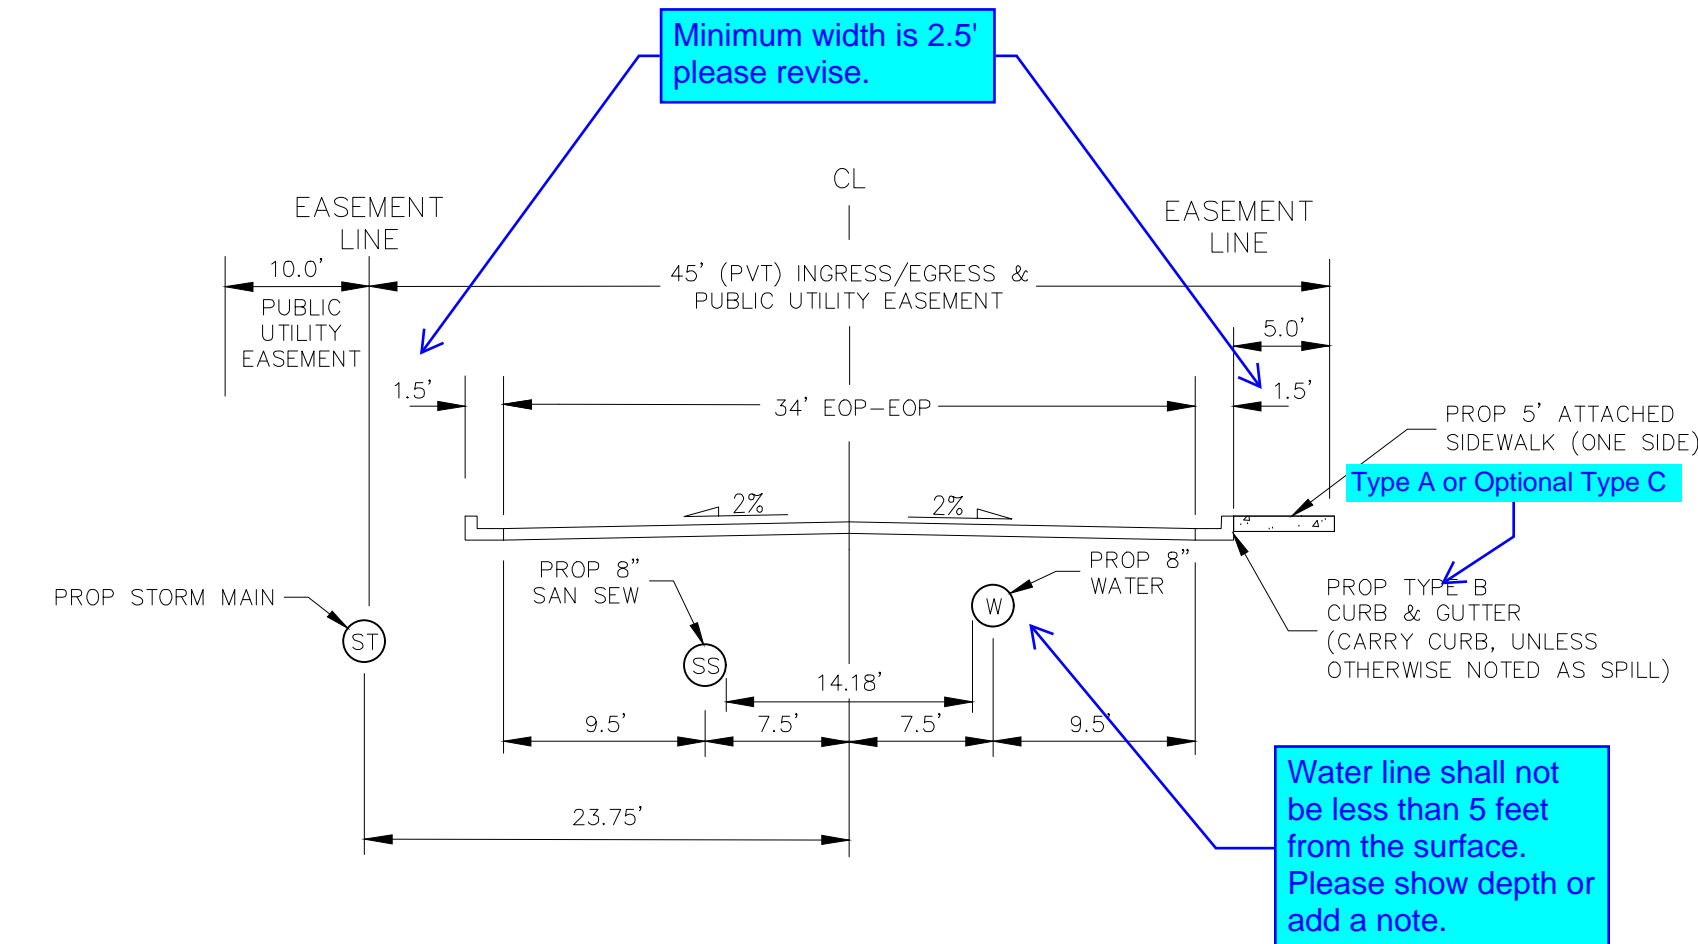 Minimum width is 2.5'
please revise.
CL
EASEMENT
LINE
EASEMENT
LINE
10.0'
PUBLIC
UTILITY
EASEMENT
45' (PVT) INGRESS/EGRESS &
PUBLIC UTILITY EASEMENT
5.0'
1.5'
34' EOP-EOP
1.5'
PROP 5' ATTACHED
SIDEWALK (ONE SIDE)
Type A or Optional Type C
2%
2%
PROP TYPE B
CURB & GUTTER
(CARRY CURB, UNLESS
OTHERWISE NOTED AS SPILL)
PROP STORM MAIN
ST
PROP 8"
SAN SEW
SS
PROP 8"
WATER
W
14.18'
9.5'
7.5'
7.5'
9.5'
23.75'
Water line shall not
be less than 5 feet
from the surface.
Please show depth or
add a note.